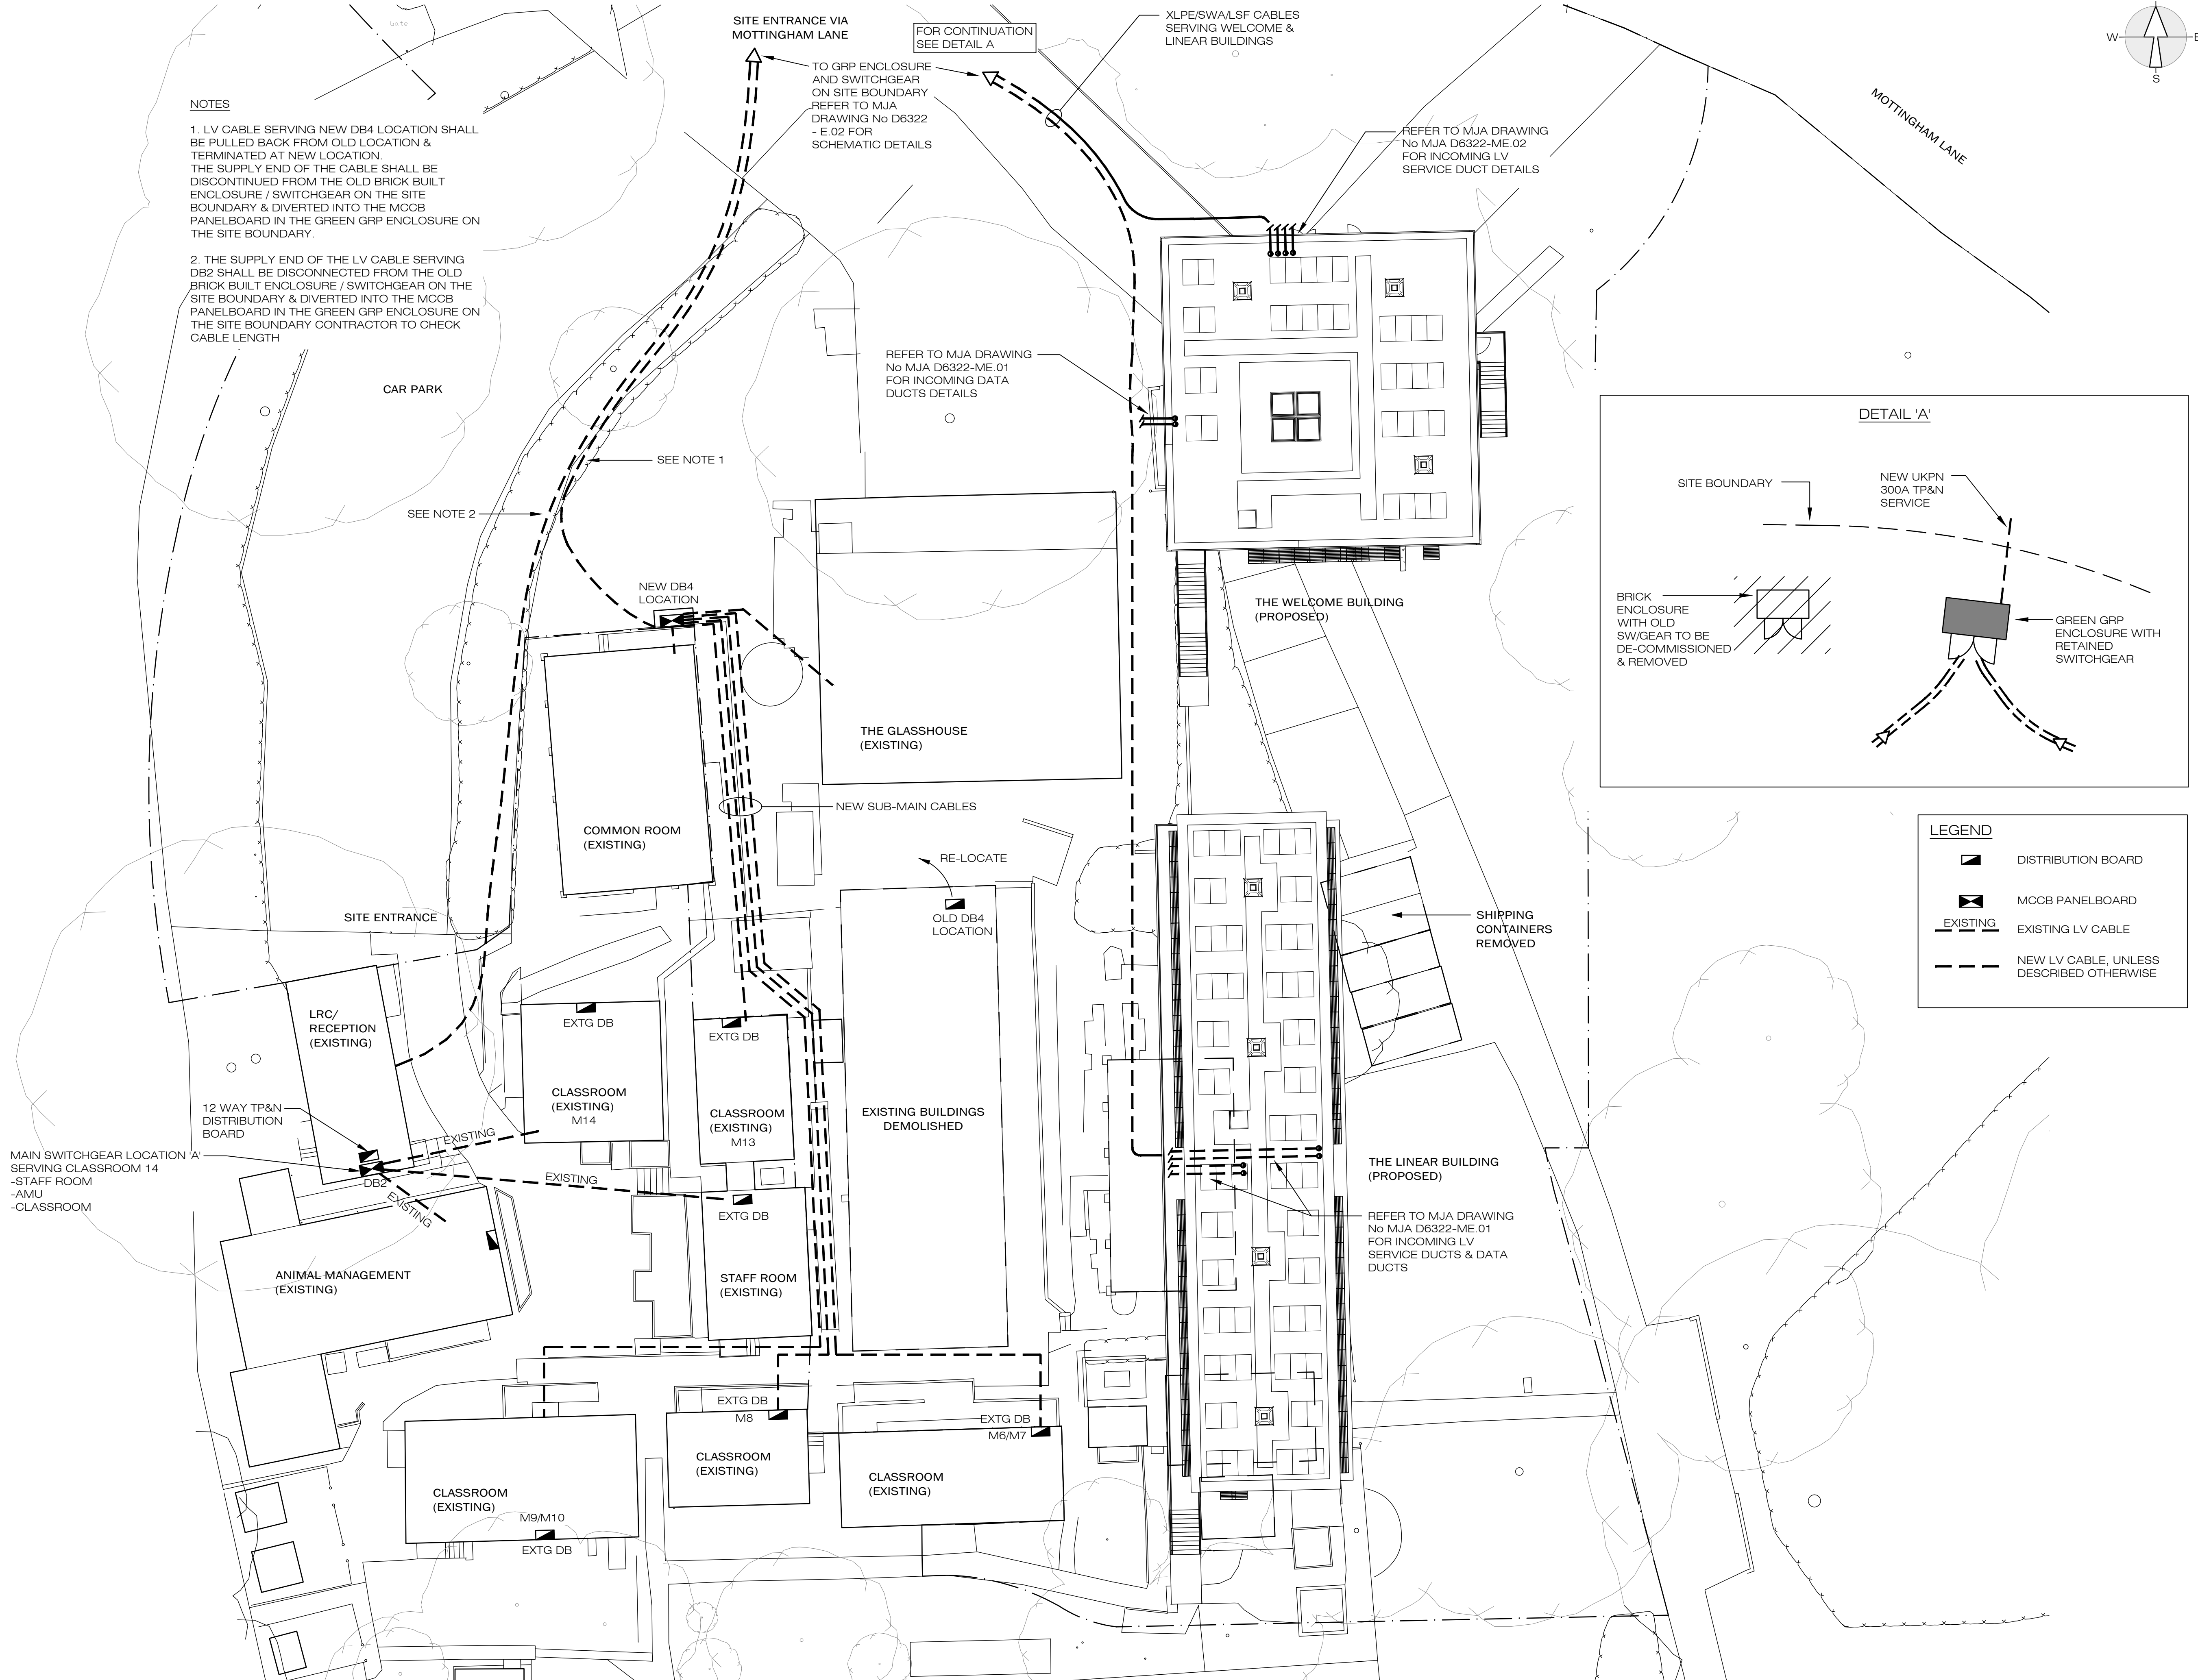 Gate
SITE ENTRANCE VIA
MOTTINGHAM LANE
FOR CONTINUATION
SEE DETAIL A
XLPE/SWA/LSF CABLES
SERVING WELCOME &
LINEAR BUILDINGS
W
E
S
MOTTINGHAM LANE
TO GRP ENCLOSURE
AND SWITCHGEAR
ON SITE BOUNDARY
REFER TO MJA
DRAWING No D6322
- E.02 FOR
SCHEMATIC DETAILS
REFER TO MJA DRAWING
No MJA D6322-ME.02
FOR INCOMING LV
SERVICE DUCT DETAILS
NOTES
1. LV CABLE SERVING NEW DB4 LOCATION SHALL
BE PULLED BACK FROM OLD LOCATION &
TERMINATED AT NEW LOCATION.
THE SUPPLY END OF THE CABLE SHALL BE
DISCONTINUED FROM THE OLD BRICK BUILT
ENCLOSURE / SWITCHGEAR ON THE SITE
BOUNDARY & DIVERTED INTO THE MCCB
PANELBOARD IN THE GREEN GRP ENCLOSURE ON
THE SITE BOUNDARY.
2. THE SUPPLY END OF THE LV CABLE SERVING
DB2 SHALL BE DISCONNECTED FROM THE OLD
BRICK BUILT ENCLOSURE / SWITCHGEAR ON THE
SITE BOUNDARY & DIVERTED INTO THE MCCB
PANELBOARD IN THE GREEN GRP ENCLOSURE ON
THE SITE BOUNDARY CONTRACTOR TO CHECK
CABLE LENGTH
CAR PARK
REFER TO MJA DRAWING
No MJA D6322-ME.01
FOR INCOMING DATA
DUCTS DETAILS
SEE NOTE 1
SEE NOTE 2
NEW DB4
LOCATION
THE WELCOME BUILDING
(PROPOSED)
THE GLASSHOUSE
(EXISTING)
NEW SUB-MAIN CABLES
COMMON ROOM
(EXISTING)
RE-LOCATE
OLD DB4
LOCATION
SHIPPING
CONTAINERS
REMOVED
DETAIL 'A'
SITE BOUNDARY
NEW UKPN
300A TP&N
SERVICE
BRICK
ENCLOSURE
WITH OLD
SW/GEAR TO BE
DE-COMMISSIONED
& REMOVED
GREEN GRP
ENCLOSURE WITH
RETAINED
SWITCHGEAR
LEGEND
DISTRIBUTION BOARD
MCCB PANELBOARD
EXISTING
EXISTING LV CABLE
NEW LV CABLE, UNLESS
DESCRIBED OTHERWISE
SITE ENTRANCE
LRC/
RECEPTION
(EXISTING)
EXTG DB
CLASSROOM
(EXISTING)
M14
EXTG DB
CLASSROOM
(EXISTING)
M13
EXISTING BUILDINGS
DEMOLISHED
12 WAY TP&N
DISTRIBUTION
BOARD
MAIN SWITCHGEAR LOCATION 'A'
SERVING CLASSROOM 14
-STAFF ROOM
-AMU
-CLASSROOM
DB2
EXISTING
EXISTING
EXISTING
EXTG DB
STAFF ROOM
(EXISTING)
ANIMAL MANAGEMENT
(EXISTING)
THE LINEAR BUILDING
(PROPOSED)
REFER TO MJA DRAWING
No MJA D6322-ME.01
FOR INCOMING LV
SERVICE DUCTS & DATA
DUCTS
EXTG DB
M8
CLASSROOM
(EXISTING)
EXTG DB
M6/M7
CLASSROOM
(EXISTING)
CLASSROOM
(EXISTING)
M9/M10
EXTG DB